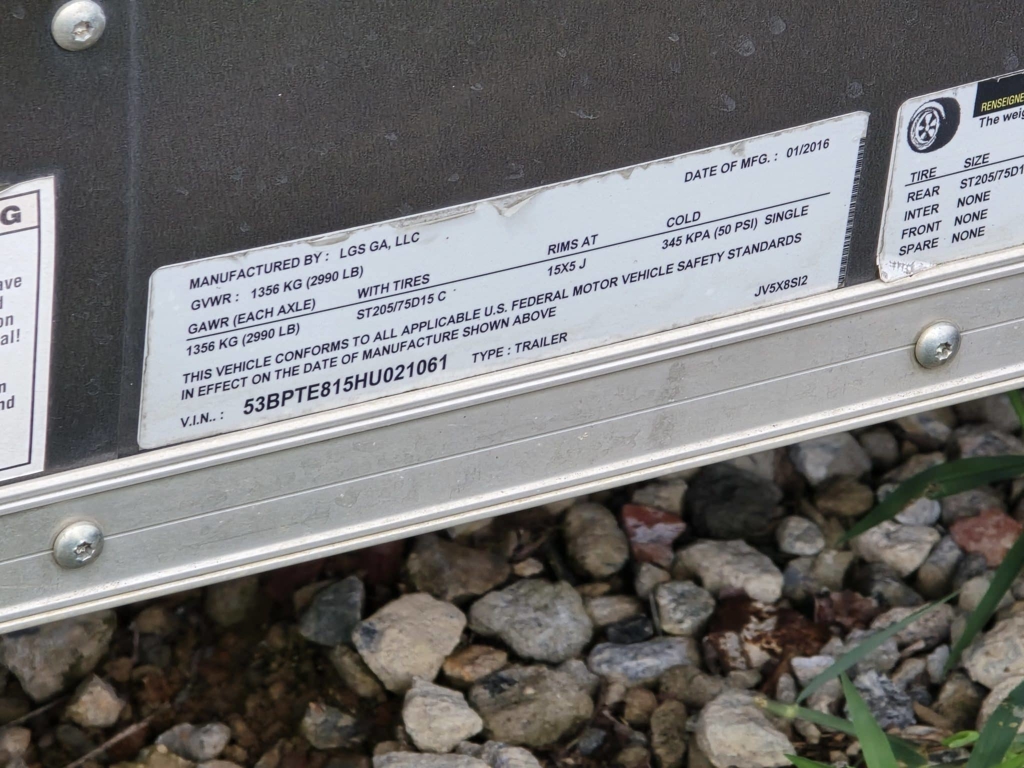 G
ave
d
on
al!
n
nd
DATE OF MFG. : 01/2016
MANUFACTURED BY : LGS GA, LLC
GVWR : 1356 KG (2990 LB)
GAWR (EACH AXLE) WITH TIRES RIMS AT COLD
1356 KG (2990 LB) ST205/75D15 C 15X5 J 345 KPA (50 PSI) SINGLE
THIS VEHICLE CONFORMS TO ALL APPLICABLE U.S. FEDERAL MOTOR VEHICLE SAFETY STANDARDS
IN EFFECT ON THE DATE OF MANUFACTURE SHOWN ABOVE JV5X8SI2
V.I.N.. : 53BPTE815HU021061 TYPE : TRAILER
RENSEIGNE
The weig
TIRE SIZE
REAR ST205/75D1
INTER NONE
FRONT NONE
SPARE NONE